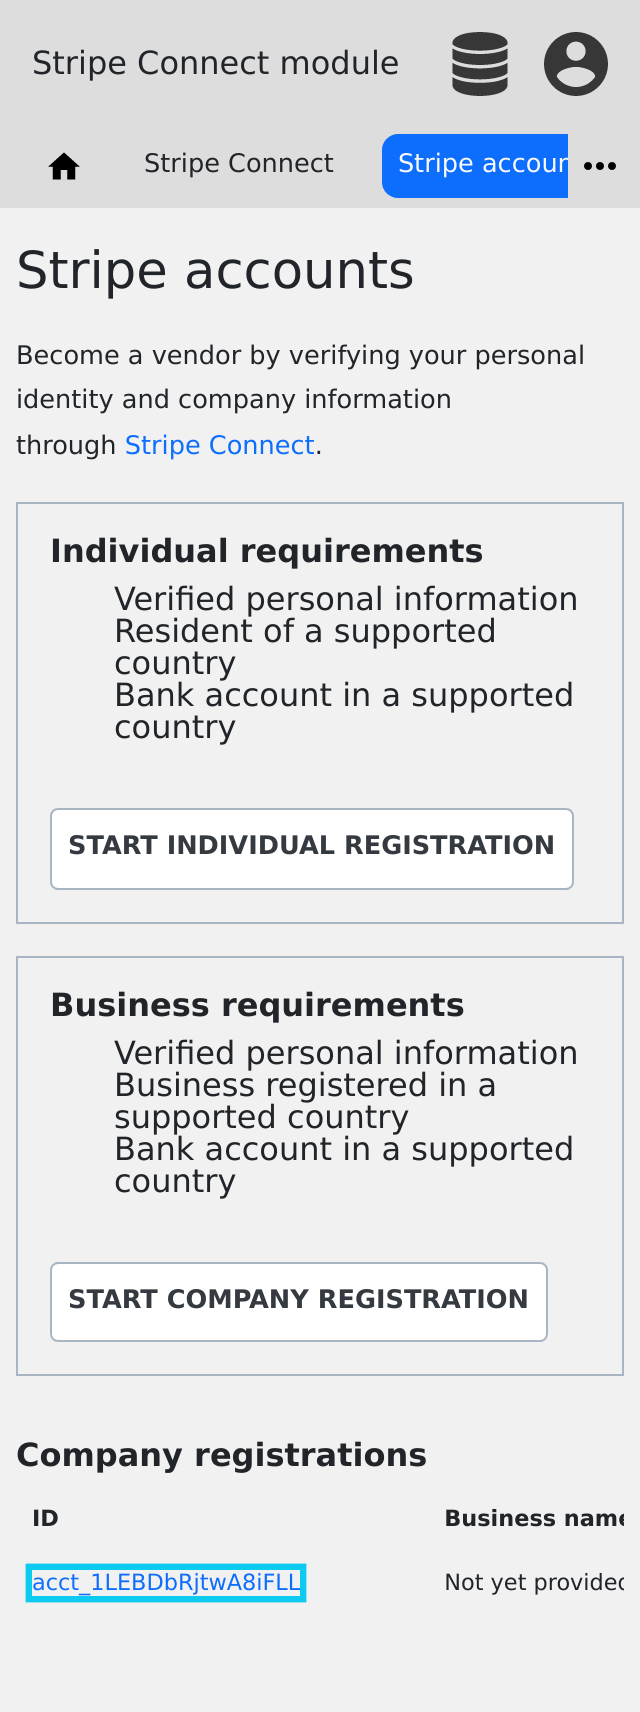 Stripe Connect module
Stripe Connect
Stripe accoun
Stripe accounts
Become a vendor by verifying your personal
identity and company information
through Stripe Connect.
Individual requirements
Verified personal information
Resident of a supported
country
Bank account in a supported
country
START INDIVIDUAL REGISTRATION
Business requirements
Verified personal information
Business registered in a
supported country
Bank account in a supported
country
START COMPANY REGISTRATION
Company registrations
ID Business name
acct_1LEBDbRjtwA8iFLL Not yet provided